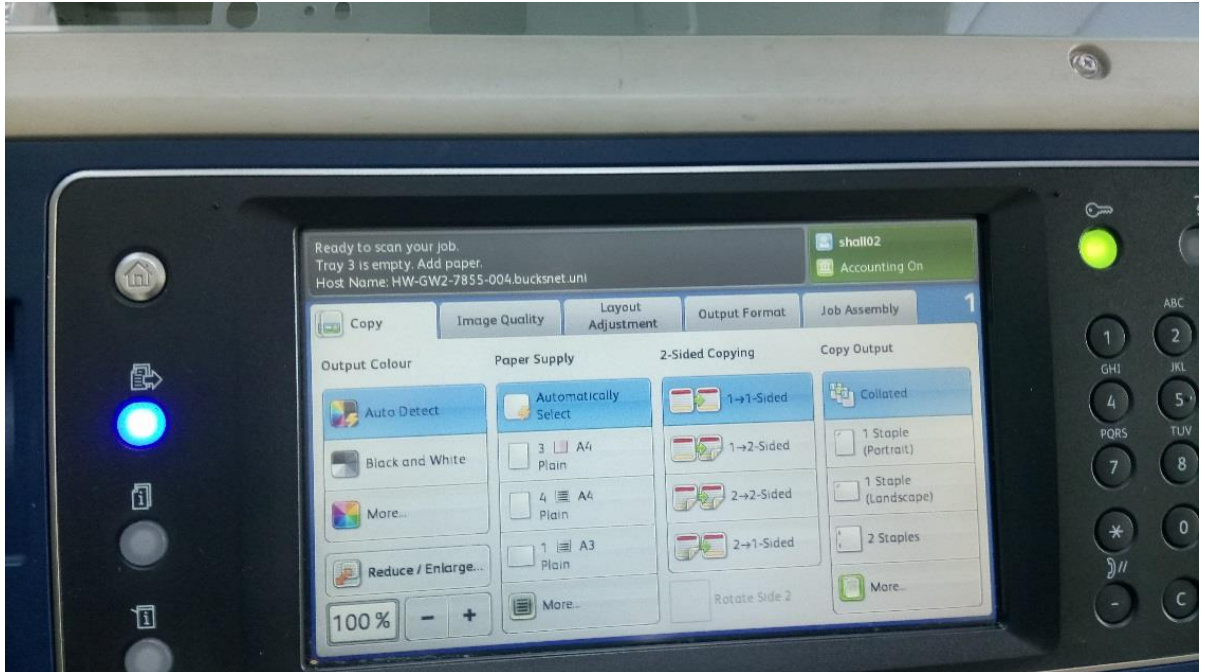 Ready to scan your job.
Tray 3 is empty. Add paper.
Host Name: HW-GW2-7855-004.bucksnet.uni
shall02
Accounting On
Copy
Image Quality
Layout
Adjustment
Output Format
Job Assembly
1
Output Colour
Auto Detect
Black and White
More...
Reduce / Enlarge...
100 %
- +
Paper Supply
Automatically
Select
3 A4
Plain
4 A4
Plain
1 A3
Plain
More...
2-Sided Copying
1→1-Sided
1→2-Sided
2→2-Sided
2→1-Sided
Rotate Side 2
Copy Output
Collated
1 Staple
(Portrait)
1 Staple
(Landscape)
2 Staples
More...
ABC
1 2
GHI JKL
4 5
PQRS TUV
7 8
* 0
- C